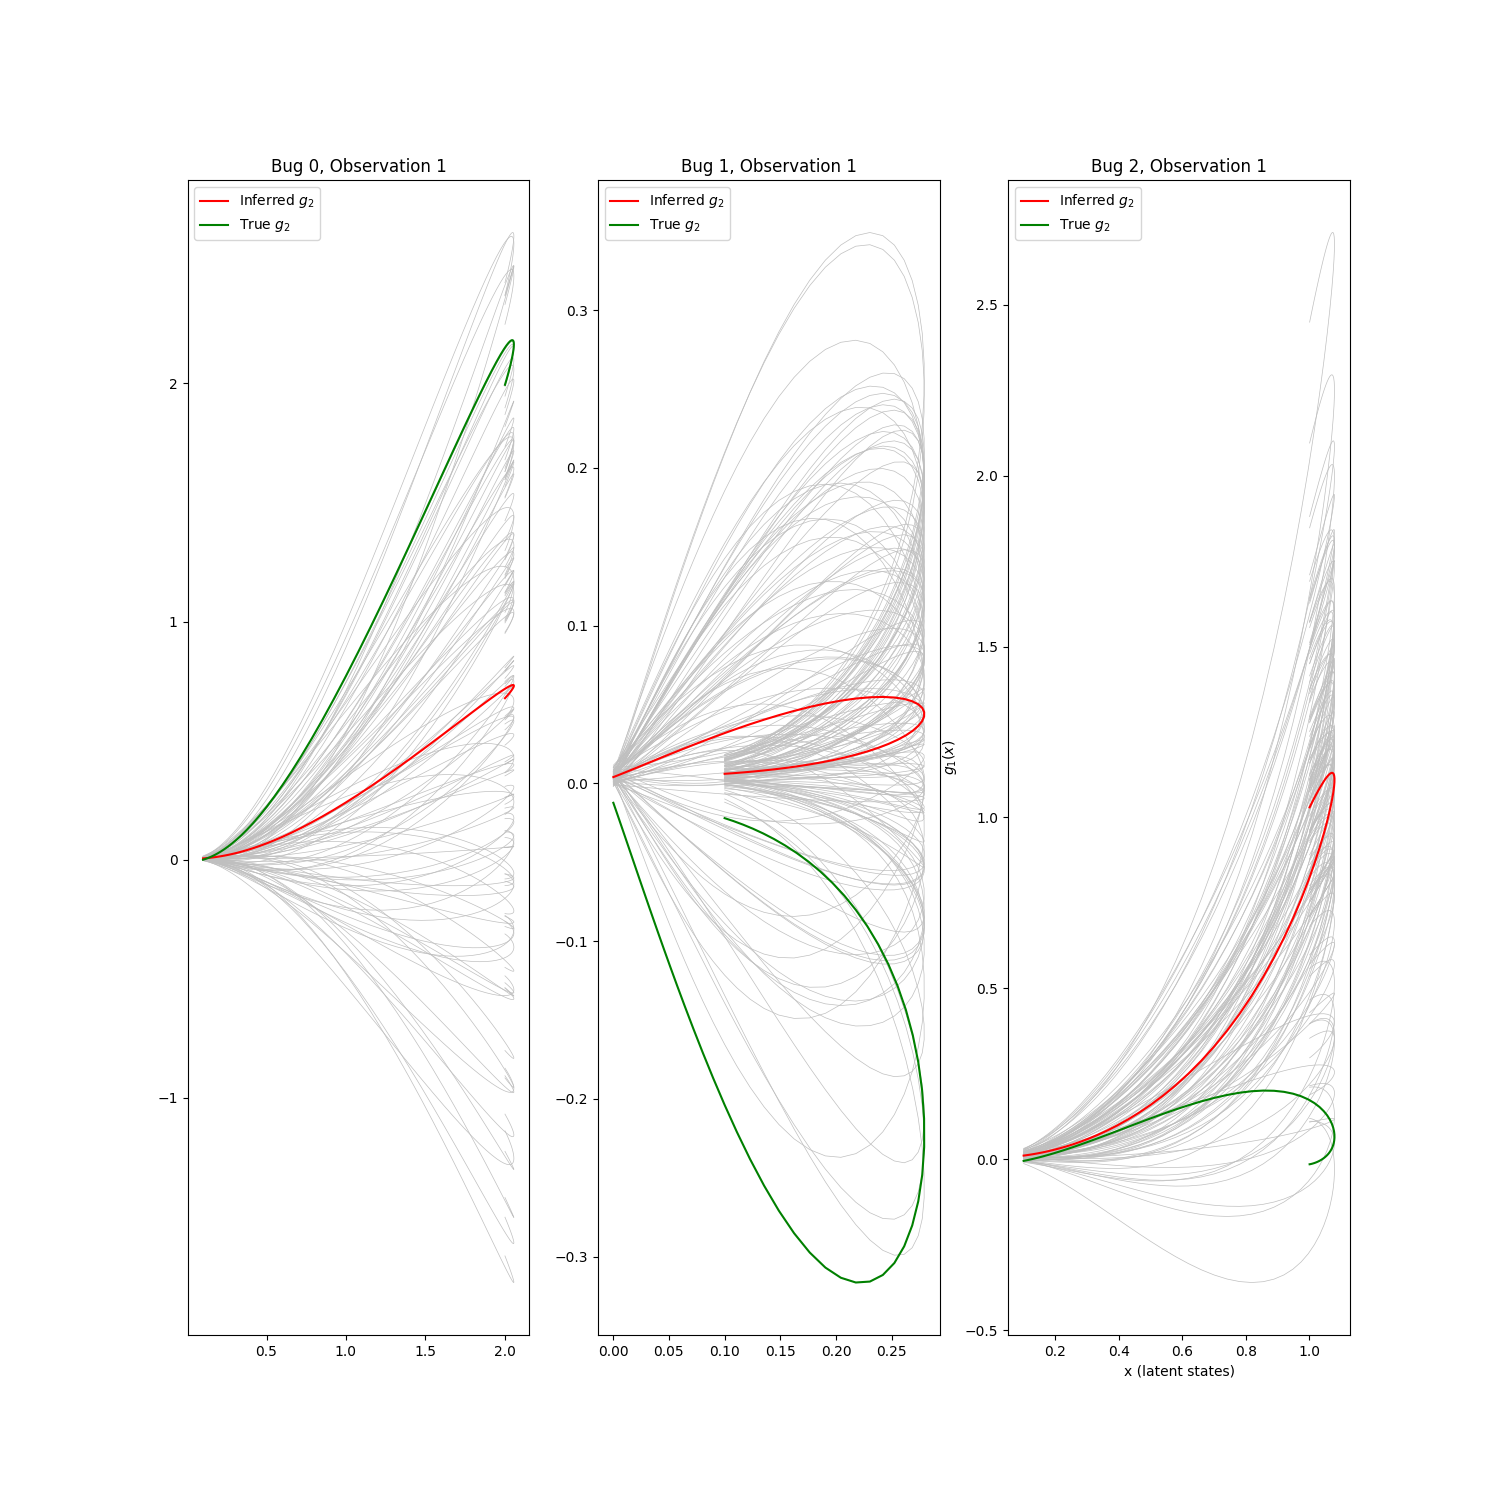 Bug 0, Observation 1
Inferred g₂
True g₂
2
1
0
−1
0.5 1.0 1.5 2.0
Bug 1, Observation 1
Inferred g₂
True g₂
0.3
0.2
0.1
0.0
−0.1
−0.2
−0.3
0.00 0.05 0.10 0.15 0.20 0.25
Bug 2, Observation 1
Inferred g₂
True g₂
g₁(x)
2.5
2.0
1.5
1.0
0.5
0.0
−0.5
0.2 0.4 0.6 0.8 1.0
x (latent states)